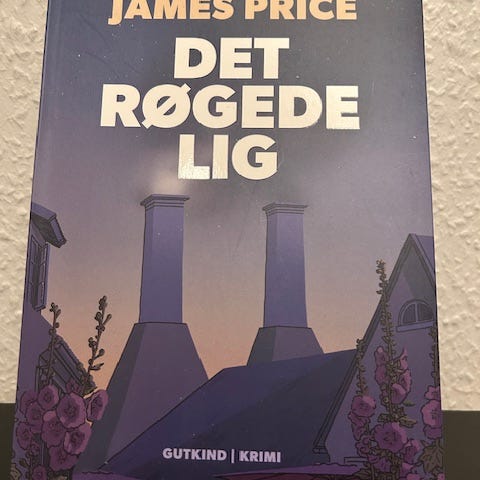 JAMES PRICE
DET
RØGEDE
LIG
GUTKIND | KRIMI